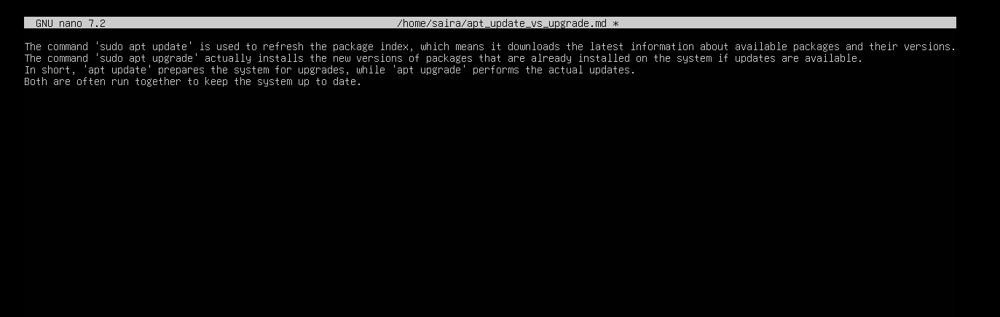 GNU nano 7.2 /home/saira/apt_update_vs_upgrade.md *
The command 'sudo apt update' is used to refresh the package index, which means it downloads the latest information about available packages and their versions.
The command 'sudo apt upgrade' actually installs the new versions of packages that are already installed on the system if updates are available.
In short, 'apt update' prepares the system for upgrades, while 'apt upgrade' performs the actual updates.
Both are often run together to keep the system up to date.